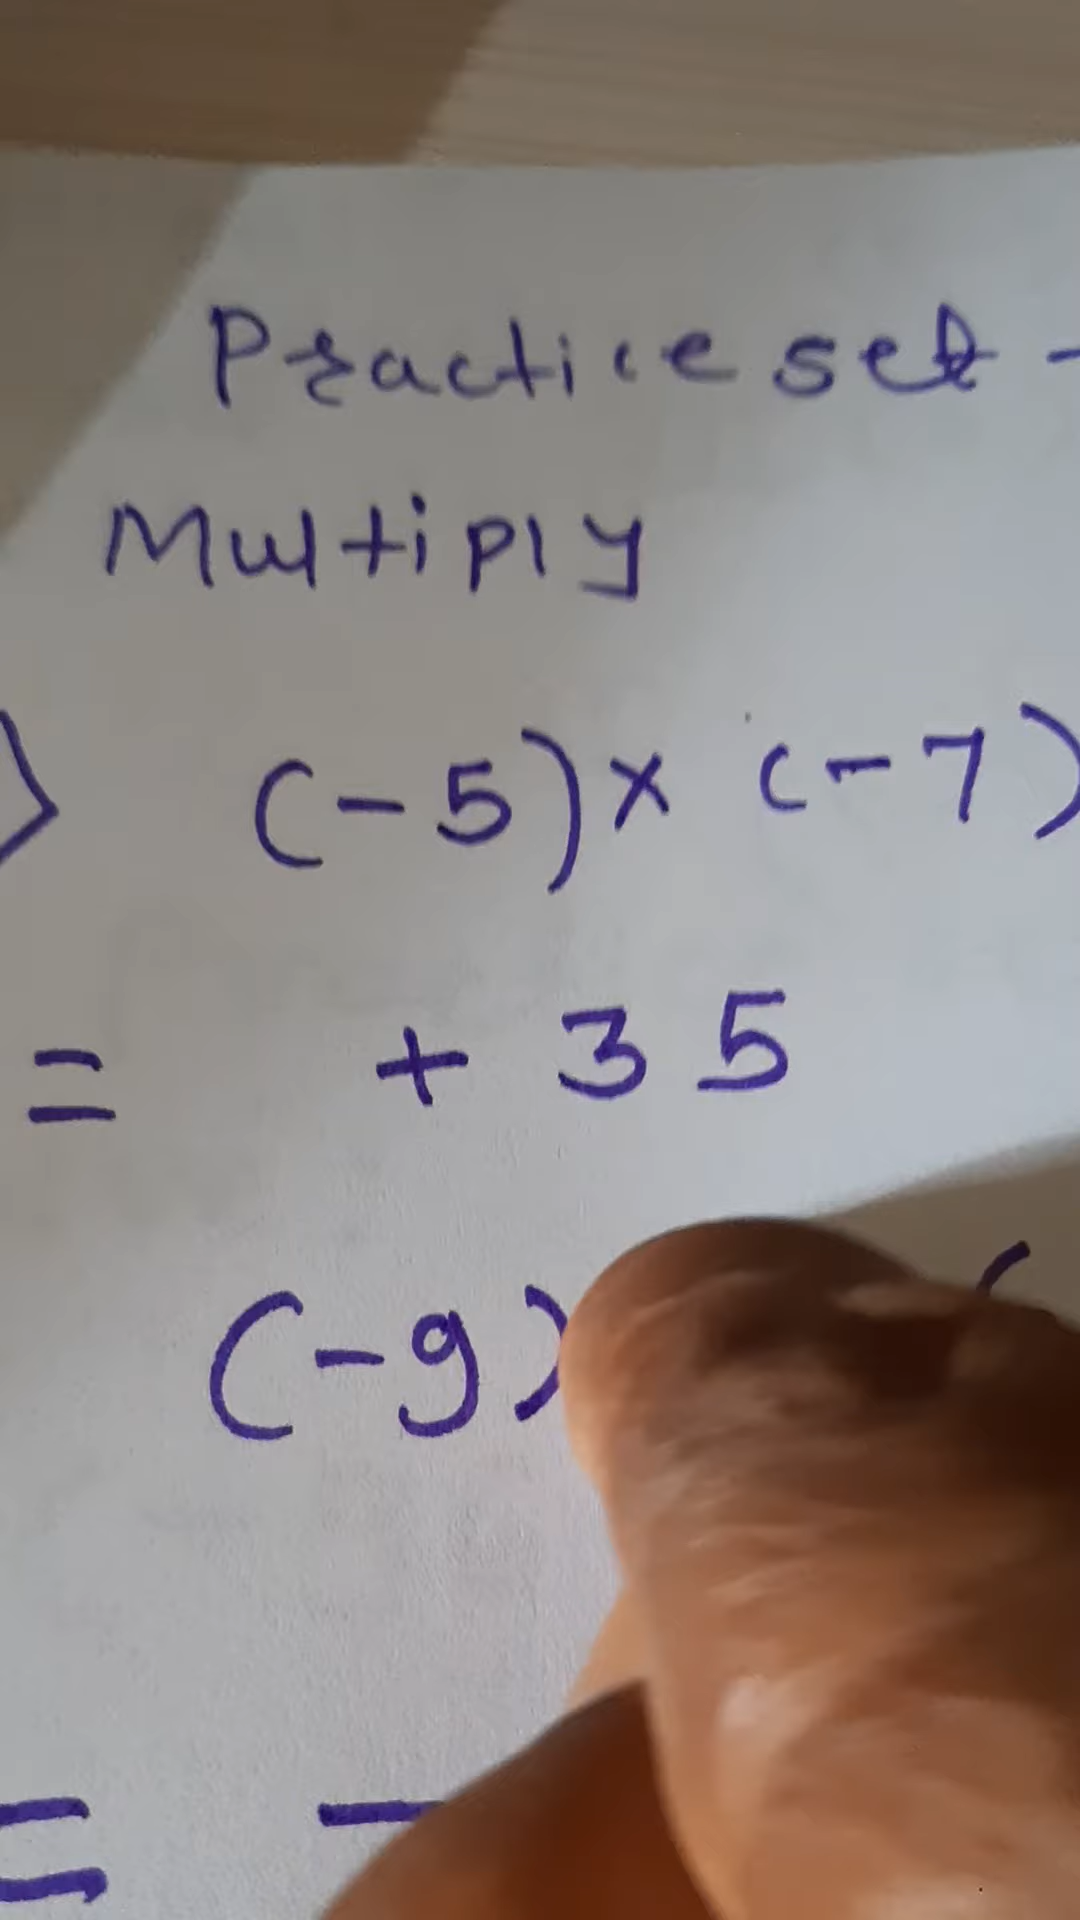 Practice set -
Multiply
(-5) × (-7)
= + 35
(-9) (
= -